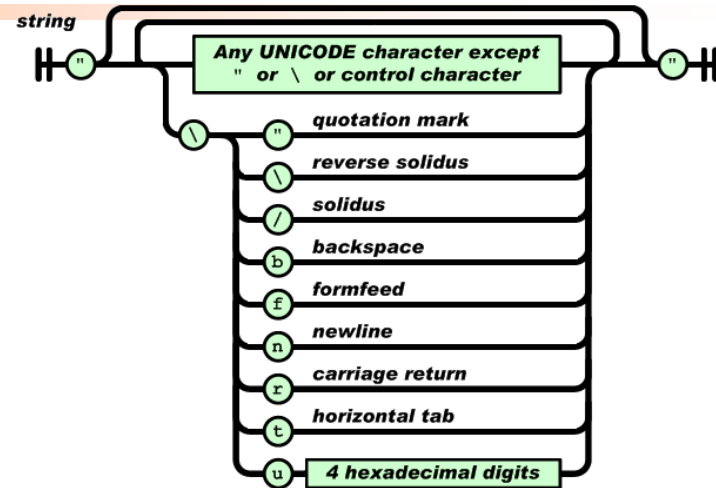 string
" Any UNICODE character except "
" or \ or control character
\ " quotation mark
\ reverse solidus
/ solidus
b backspace
f formfeed
n newline
r carriage return
t horizontal tab
u 4 hexadecimal digits